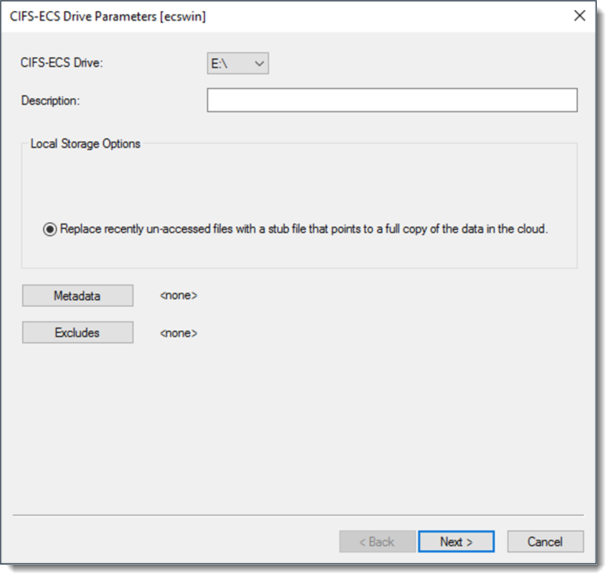 CIFS-ECS Drive Parameters [ecswin]
CIFS-ECS Drive: E:\
Description:
Local Storage Options
Replace recently un-accessed files with a stub file that points to a full copy of the data in the cloud.
Metadata <none>
Excludes <none>
< Back Next > Cancel